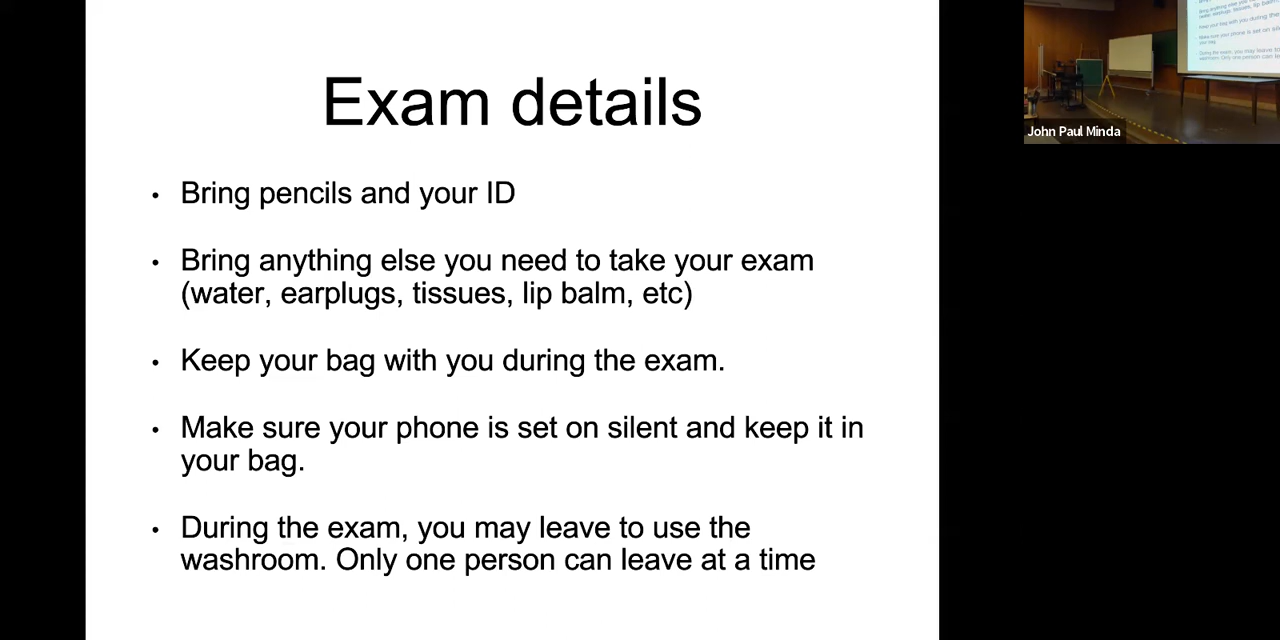 Exam details
• Bring pencils and your ID
• Bring anything else you need to take your exam
(water, earplugs, tissues, lip balm, etc)
• Keep your bag with you during the exam.
• Make sure your phone is set on silent and keep it in
your bag.
• During the exam, you may leave to use the
washroom. Only one person can leave at a time
John Paul Minda